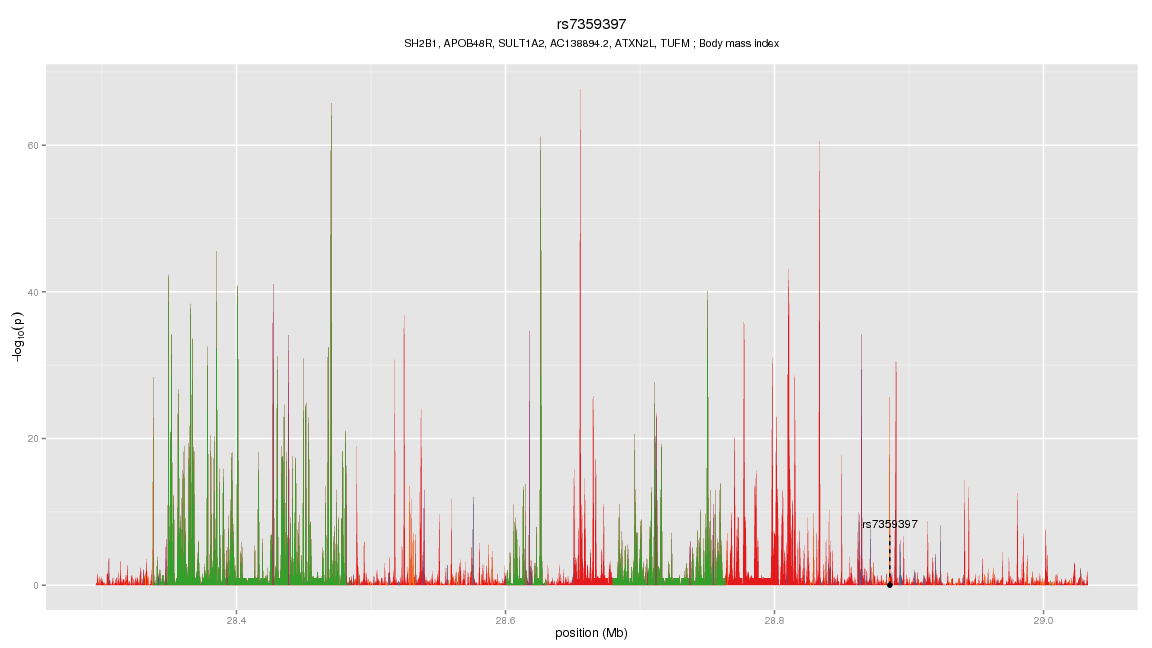 rs7359397
SH2B1, APOB48R, SULT1A2, AC138894.2, ATXN2L, TUFM ; Body mass index
60
40
20
0
−log10(p)
rs7359397
28.4 28.6 28.8 29.0
position (Mb)